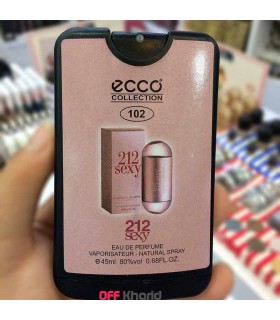 ecco
COLLECTION
102
212
sexy
212
sexy
EAU DE PERFUME
VAPORISATEUR - NATURAL SPRAY
℮45ml 80%vol 0.68FL.OZ.
OFF Kharid